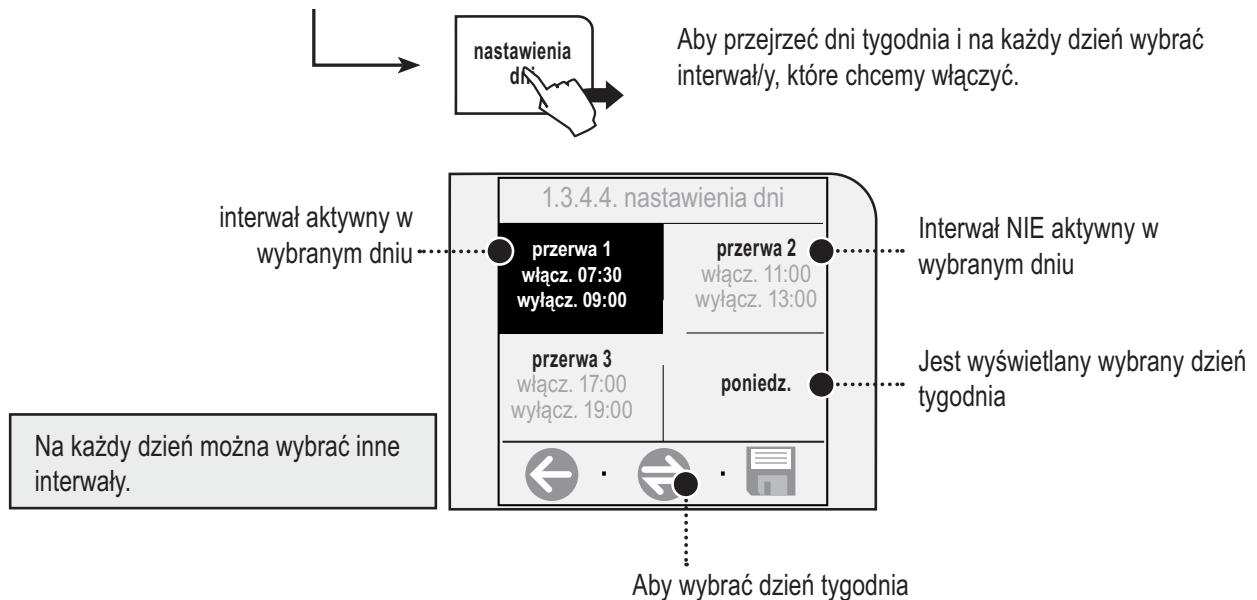 nastawienia
dni
Aby przejrzeć dni tygodnia i na każdy dzień wybrać
interwał/y, które chcemy włączyć.
1.3.4.4. nastawienia dni
interwał aktywny w
wybranym dniu
przerwa 1
włącz. 07:30
wyłącz. 09:00
przerwa 2
włącz. 11:00
wyłącz. 13:00
Interwał NIE aktywny w
wybranym dniu
przerwa 3
włącz. 17:00
wyłącz. 19:00
poniedz.
Jest wyświetlany wybrany dzień
tygodnia
Na każdy dzień można wybrać inne
interwały.
Aby wybrać dzień tygodnia